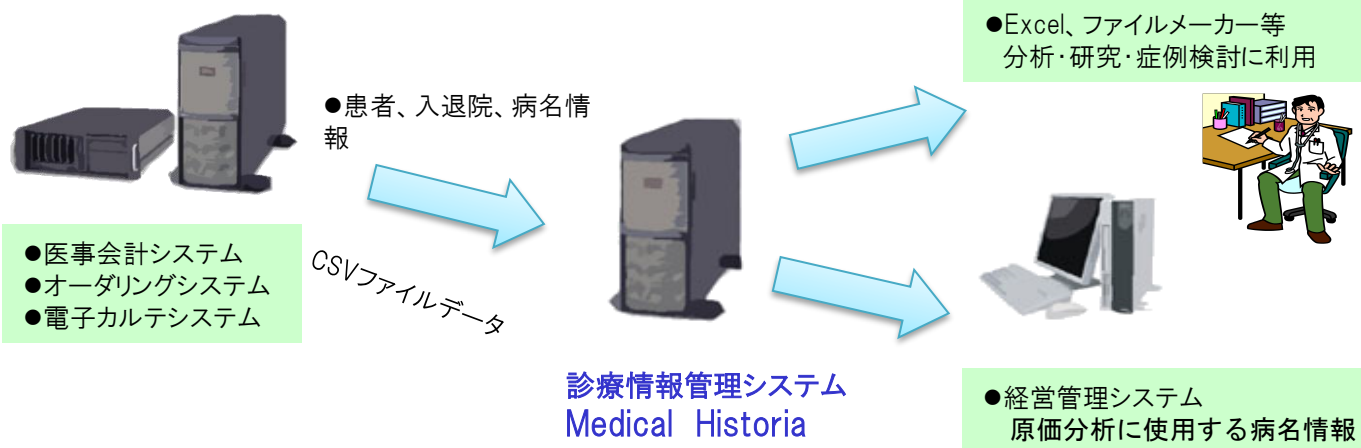 ●患者、入退院、病名情
報
●医事会計システム
●オーダリングシステム
●電子カルテシステム
CSVファイルデータ
診療情報管理システム
Medical Historia
●Excel、ファイルメーカー等
分析・研究・症例検討に利用
●経営管理システム
原価分析に使用する病名情報